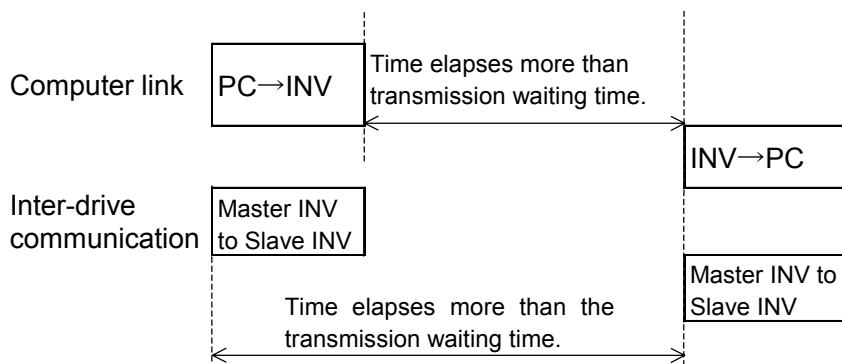 Computer link
PC→INV
Time elapses more than
transmission waiting time.
INV→PC
Inter-drive
communication
Master INV
to Slave INV
Master INV to
Slave INV
Time elapses more than the
transmission waiting time.